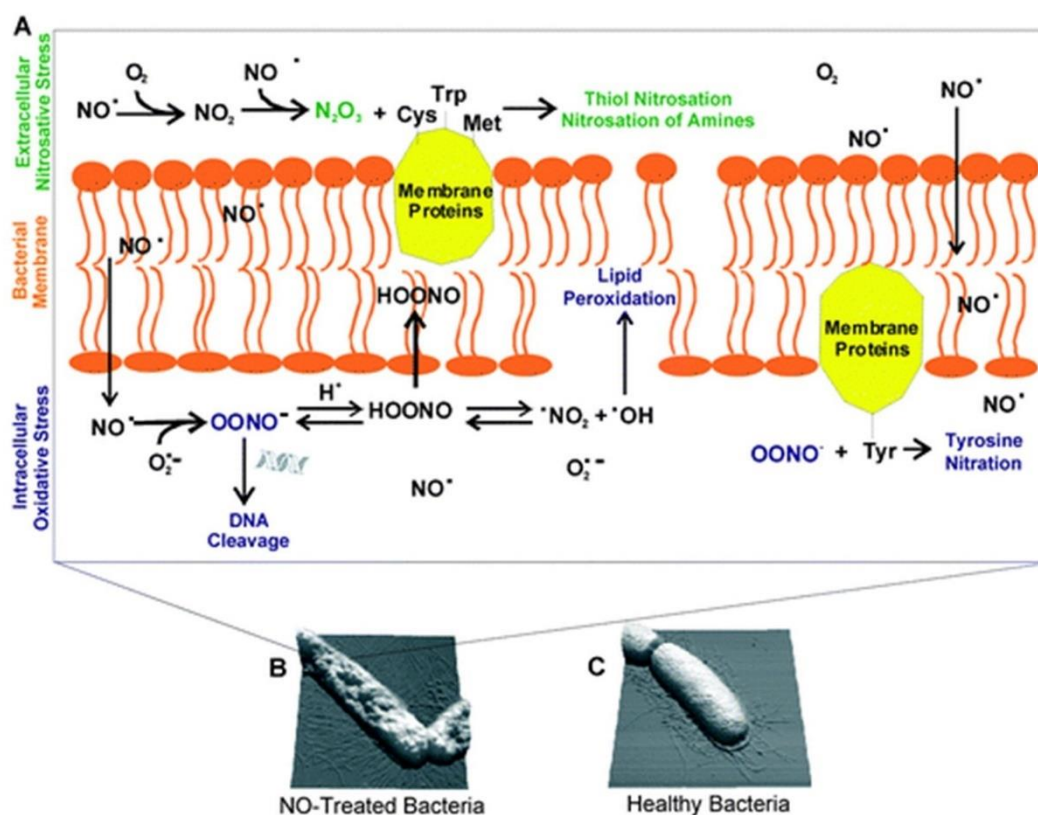 A
Extracellular
Nitrosative Stress
Bacterial
Membrane
Intracellular
Oxidative Stress
O₂
NO•
NO• → NO₂ → N₂O₃ + Cys
Trp
Met
Thiol Nitrosation
Nitrosation of Amines
O₂
NO•
NO•
Membrane
Proteins
NO•
NO•
HOONO
Lipid
Peroxidation
NO•
Membrane
Proteins
H•
NO• → OONO⁻ ⇌ HOONO ⇌ •NO₂ + •OH
O₂•−
NO•
O₂•−
NO•
OONO⁻ + Tyr → Tyrosine
Nitration
DNA
Cleavage
B
NO-Treated Bacteria
C
Healthy Bacteria